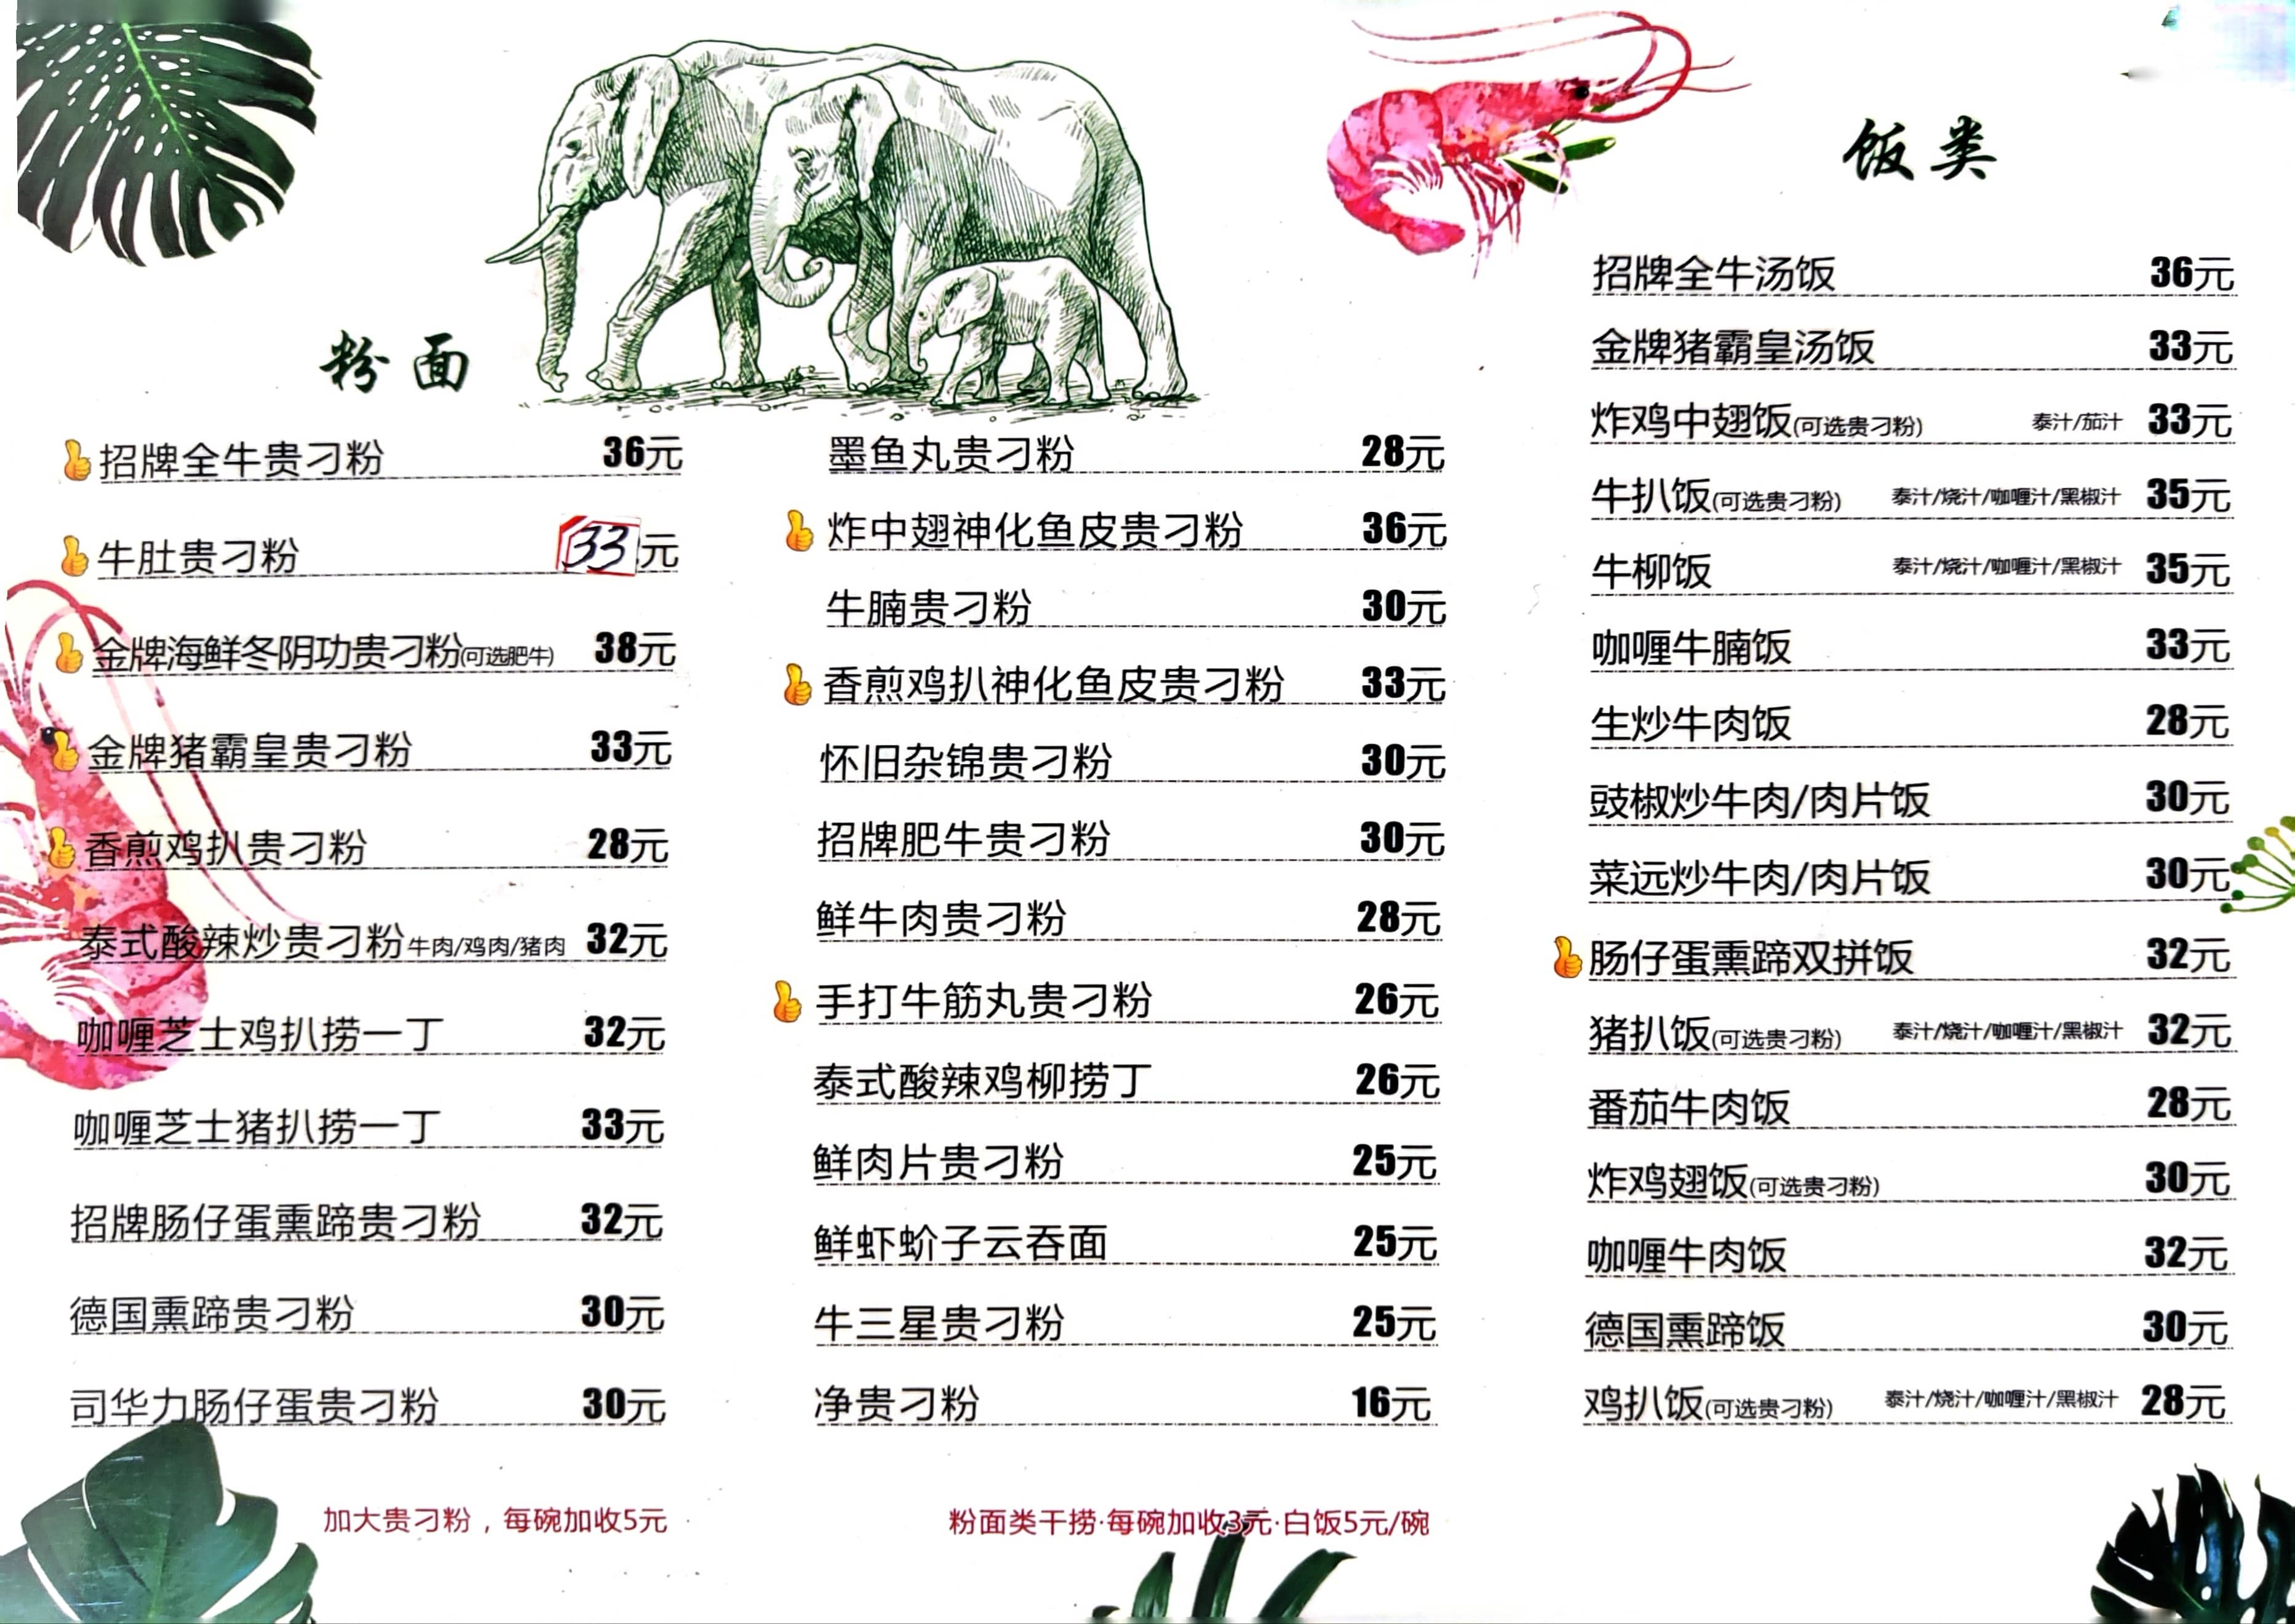 粉面
招牌全牛贵刁粉 36元
牛肚贵刁粉 33元
金牌海鲜冬阴功贵刁粉(可选肥牛) 38元
金牌猪霸皇贵刁粉 33元
香煎鸡扒贵刁粉 28元
泰式酸辣炒贵刁粉 牛肉/鸡肉/猪肉 32元
咖喱芝士鸡扒捞一丁 32元
咖喱芝士猪扒捞一丁 33元
招牌肠仔蛋熏蹄贵刁粉 32元
德国熏蹄贵刁粉 30元
司华力肠仔蛋贵刁粉 30元
加大贵刁粉，每碗加收5元
墨鱼丸贵刁粉 28元
炸中翅神化鱼皮贵刁粉 36元
牛腩贵刁粉 30元
香煎鸡扒神化鱼皮贵刁粉 33元
怀旧杂锦贵刁粉 30元
招牌肥牛贵刁粉 30元
鲜牛肉贵刁粉 28元
手打牛筋丸贵刁粉 26元
泰式酸辣鸡柳捞丁 26元
鲜肉片贵刁粉 25元
鲜虾蚧子云吞面 25元
牛三星贵刁粉 25元
净贵刁粉 16元
粉面类干捞·每碗加收3元·白饭5元/碗
饭类
招牌全牛汤饭 36元
金牌猪霸皇汤饭 33元
炸鸡中翅饭(可选贵刁粉) 泰汁/茄汁 33元
牛扒饭(可选贵刁粉) 泰汁/烧汁/咖喱汁/黑椒汁 35元
牛柳饭 泰汁/烧汁/咖喱汁/黑椒汁 35元
咖喱牛腩饭 33元
生炒牛肉饭 28元
豉椒炒牛肉/肉片饭 30元
菜远炒牛肉/肉片饭 30元
肠仔蛋熏蹄双拼饭 32元
猪扒饭(可选贵刁粉) 泰汁/烧汁/咖喱汁/黑椒汁 32元
番茄牛肉饭 28元
炸鸡翅饭(可选贵刁粉) 30元
咖喱牛肉饭 32元
德国熏蹄饭 30元
鸡扒饭(可选贵刁粉) 泰汁/烧汁/咖喱汁/黑椒汁 28元